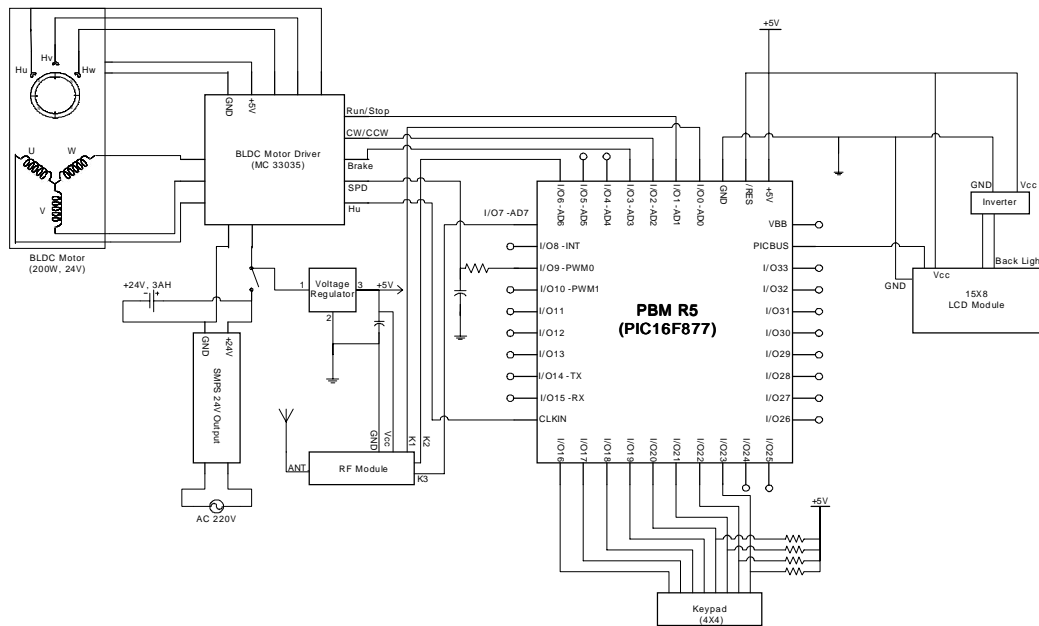 Hu
Hv
Hw
U
W
V
BLDC Motor
(200W, 24V)
GND
+5V
BLDC Motor Driver
(MC 33035)
Run/Stop
CW/CCW
Brake
SPD
Hu
+24V, 3AH
GND
+24V
SMPS 24V Output
AC 220V
1
Voltage
Regulator
3
2
+5V
ANT
GND
Vcc
K1
K2
K3
RF Module
I/O7-AD7
I/O8-INT
I/O9-PWM0
I/O10-PWM1
I/O11
I/O12
I/O13
I/O14-TX
I/O15-RX
CLKIN
I/O6-AD6
I/O5-AD5
I/O4-AD4
I/O3-AD3
I/O2-AD2
I/O1-AD1
I/O0-AD0
GND
/RES
+5V
+5V
PBM R5
(PIC16F877)
VBB
PICBUS
I/O33
I/O32
I/O31
I/O30
I/O29
I/O28
I/O27
I/O26
I/O16
I/O17
I/O18
I/O19
I/O20
I/O21
I/O22
I/O23
I/O24
I/O25
+5V
Keypad
(4X4)
GND
Vcc
Inverter
Back Light
Vcc
GND
15X8
LCD Module